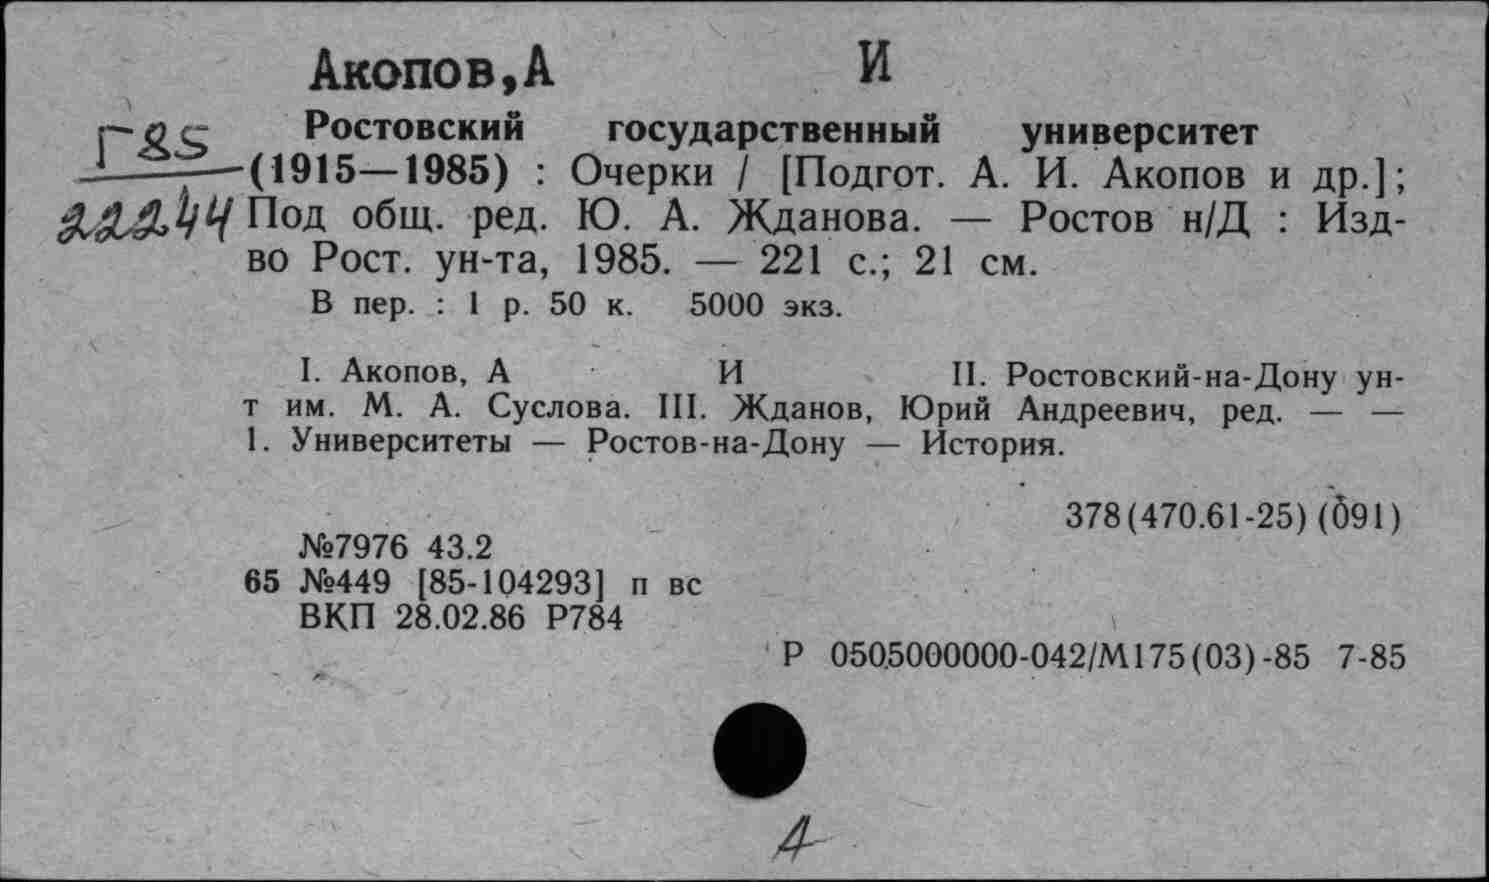 Акопов, А И
Г85
22244
Ростовский государственный университет
(1915—1985) : Очерки / [Подгот. А. И. Акопов и др.];
Под общ. ред. Ю. А. Жданова. — Ростов н/Д : Изд-
во Рост. ун-та, 1985. — 221 с.; 21 см.
В пер. : 1 р. 50 к. 5000 экз.
I. Акопов, А И II. Ростовский-на-Дону ун-
т им. М. А. Суслова. III. Жданов, Юрий Андреевич, ред. — —
1. Университеты — Ростов-на-Дону — История.
378(470.61-25)(091)
№7976 43.2
65 №449 [85-104293] п вс
ВКП 28.02.86 Р784
Р 0505000000-042/М175(03)-85 7-85
А